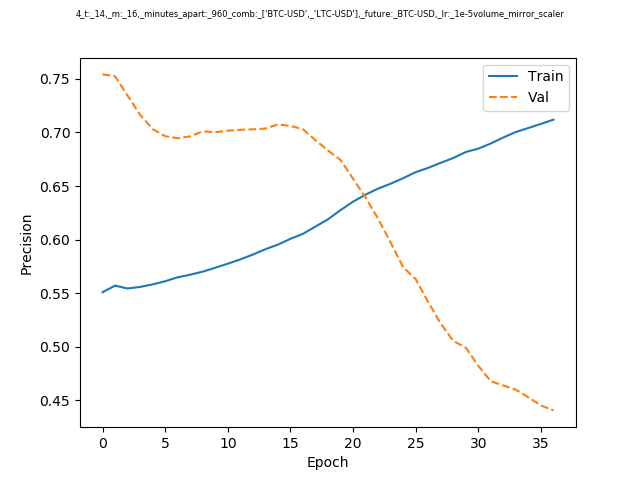 4_t:_14,_m:_16,_minutes_apart:_960_comb:_['BTC-USD',_'LTC-USD'],_future:_BTC-USD,_lr:_1e-5volume_mirror_scaler
Train
Val
0.75
0.70
0.65
0.60
0.55
0.50
0.45
Precision
0 5 10 15 20 25 30 35
Epoch